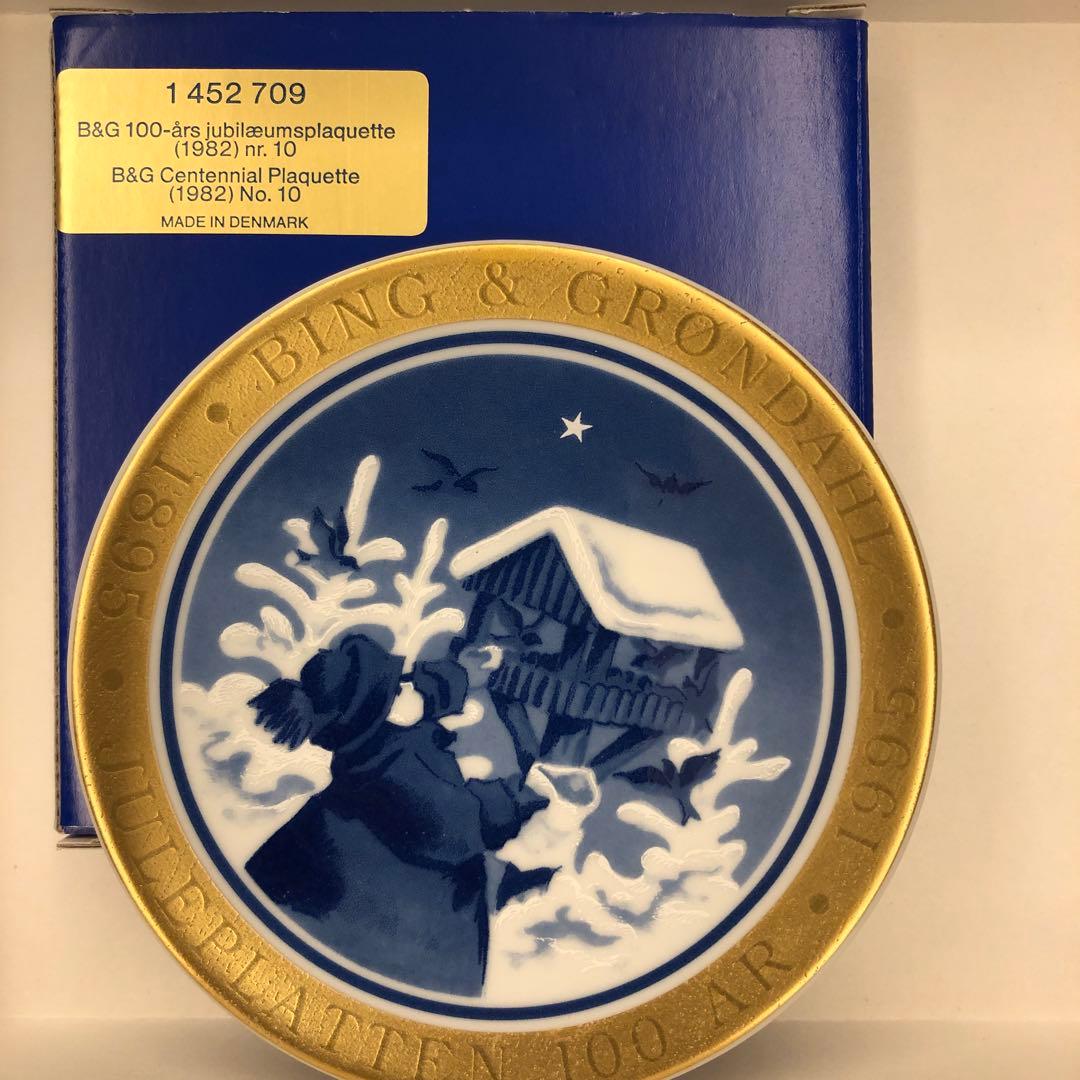 1 452 709
B&G 100-års jubilæumsplaquette
(1982) nr. 10
B&G Centennial Plaquette
(1982) No. 10
MADE IN DENMARK
1895 • BING & GRØNDAHL • 1995 •
JULEPLATTEN 100 ÅR